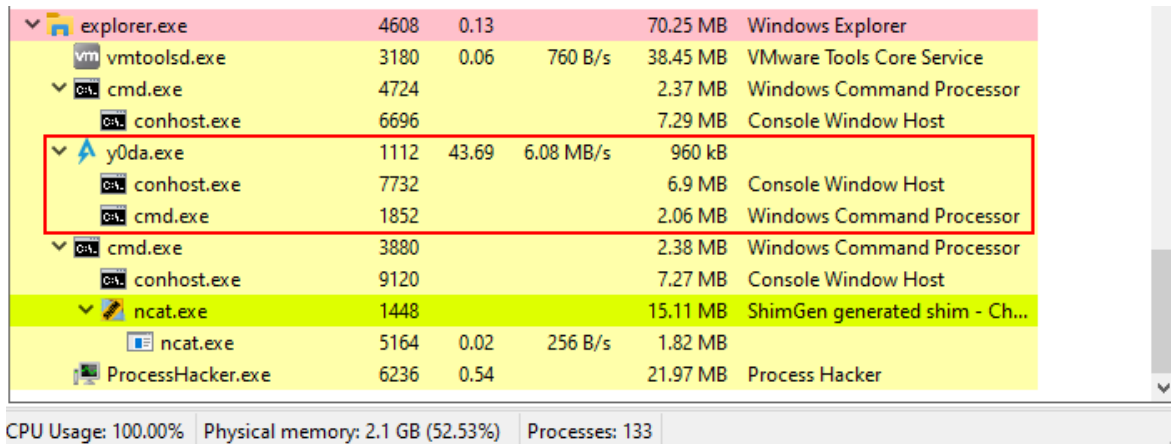 explorer.exe 4608 0.13 70.25 MB Windows Explorer
vm vmtoolsd.exe 3180 0.06 760 B/s 38.45 MB VMware Tools Core Service
cmd.exe 4724 2.37 MB Windows Command Processor
conhost.exe 6696 7.29 MB Console Window Host
y0da.exe 1112 43.69 6.08 MB/s 960 kB
conhost.exe 7732 6.9 MB Console Window Host
cmd.exe 1852 2.06 MB Windows Command Processor
cmd.exe 3880 2.38 MB Windows Command Processor
conhost.exe 9120 7.27 MB Console Window Host
ncat.exe 1448 15.11 MB ShimGen generated shim - Ch...
ncat.exe 5164 0.02 256 B/s 1.82 MB
ProcessHacker.exe 6236 0.54 21.97 MB Process Hacker
CPU Usage: 100.00% Physical memory: 2.1 GB (52.53%) Processes: 133